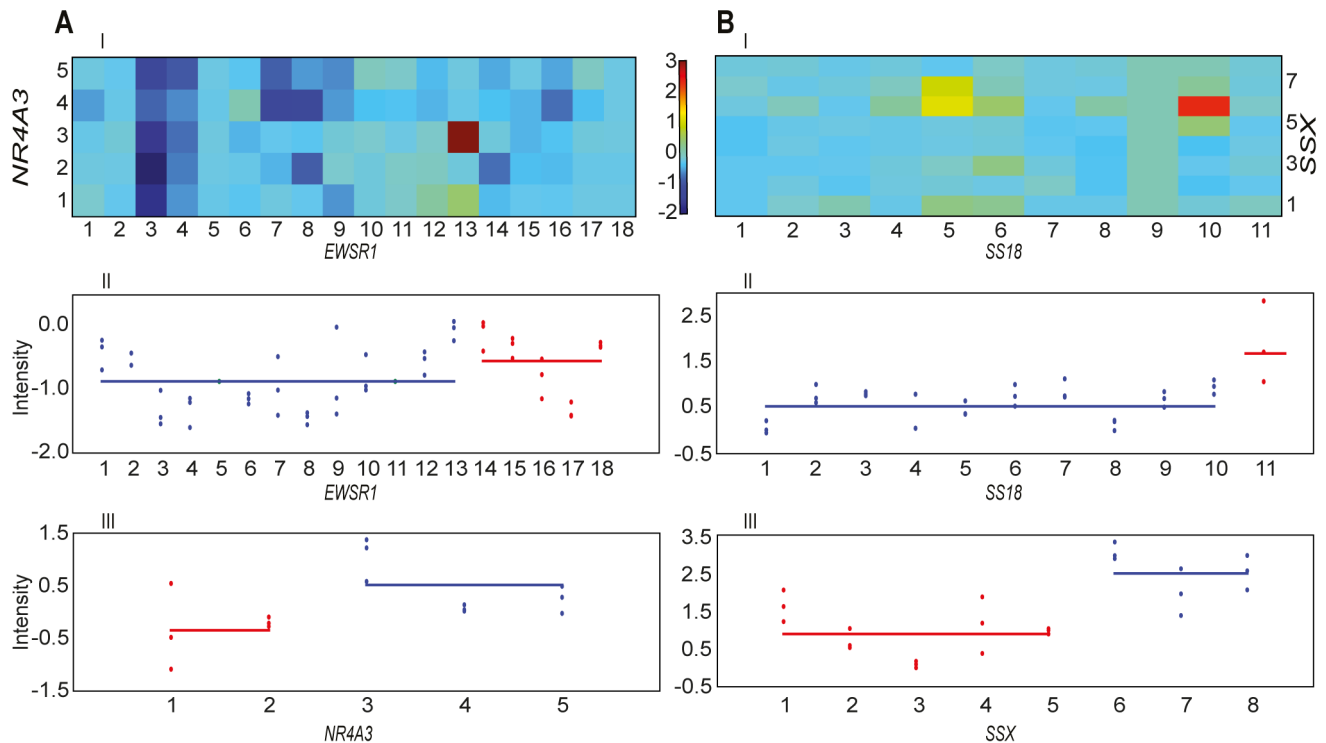 A
I
NR4A3
5
4
3
2
1
1 2 3 4 5 6 7 8 9 10 11 12 13 14 15 16 17 18
EWSR1
3
2
1
0
-1
-2
B
I
7
5
3
1
SSX
1 2 3 4 5 6 7 8 9 10 11
SS18
II
Intensity
0.0
-1.0
-2.0
1 2 3 4 5 6 7 8 9 10 11 12 13 14 15 16 17 18
EWSR1
II
2.5
1.5
0.5
-0.5
1 2 3 4 5 6 7 8 9 10 11
SS18
III
Intensity
1.5
0.5
-0.5
-1.5
1 2 3 4 5
NR4A3
III
3.5
2.5
1.5
0.5
-0.5
1 2 3 4 5 6 7 8
SSX